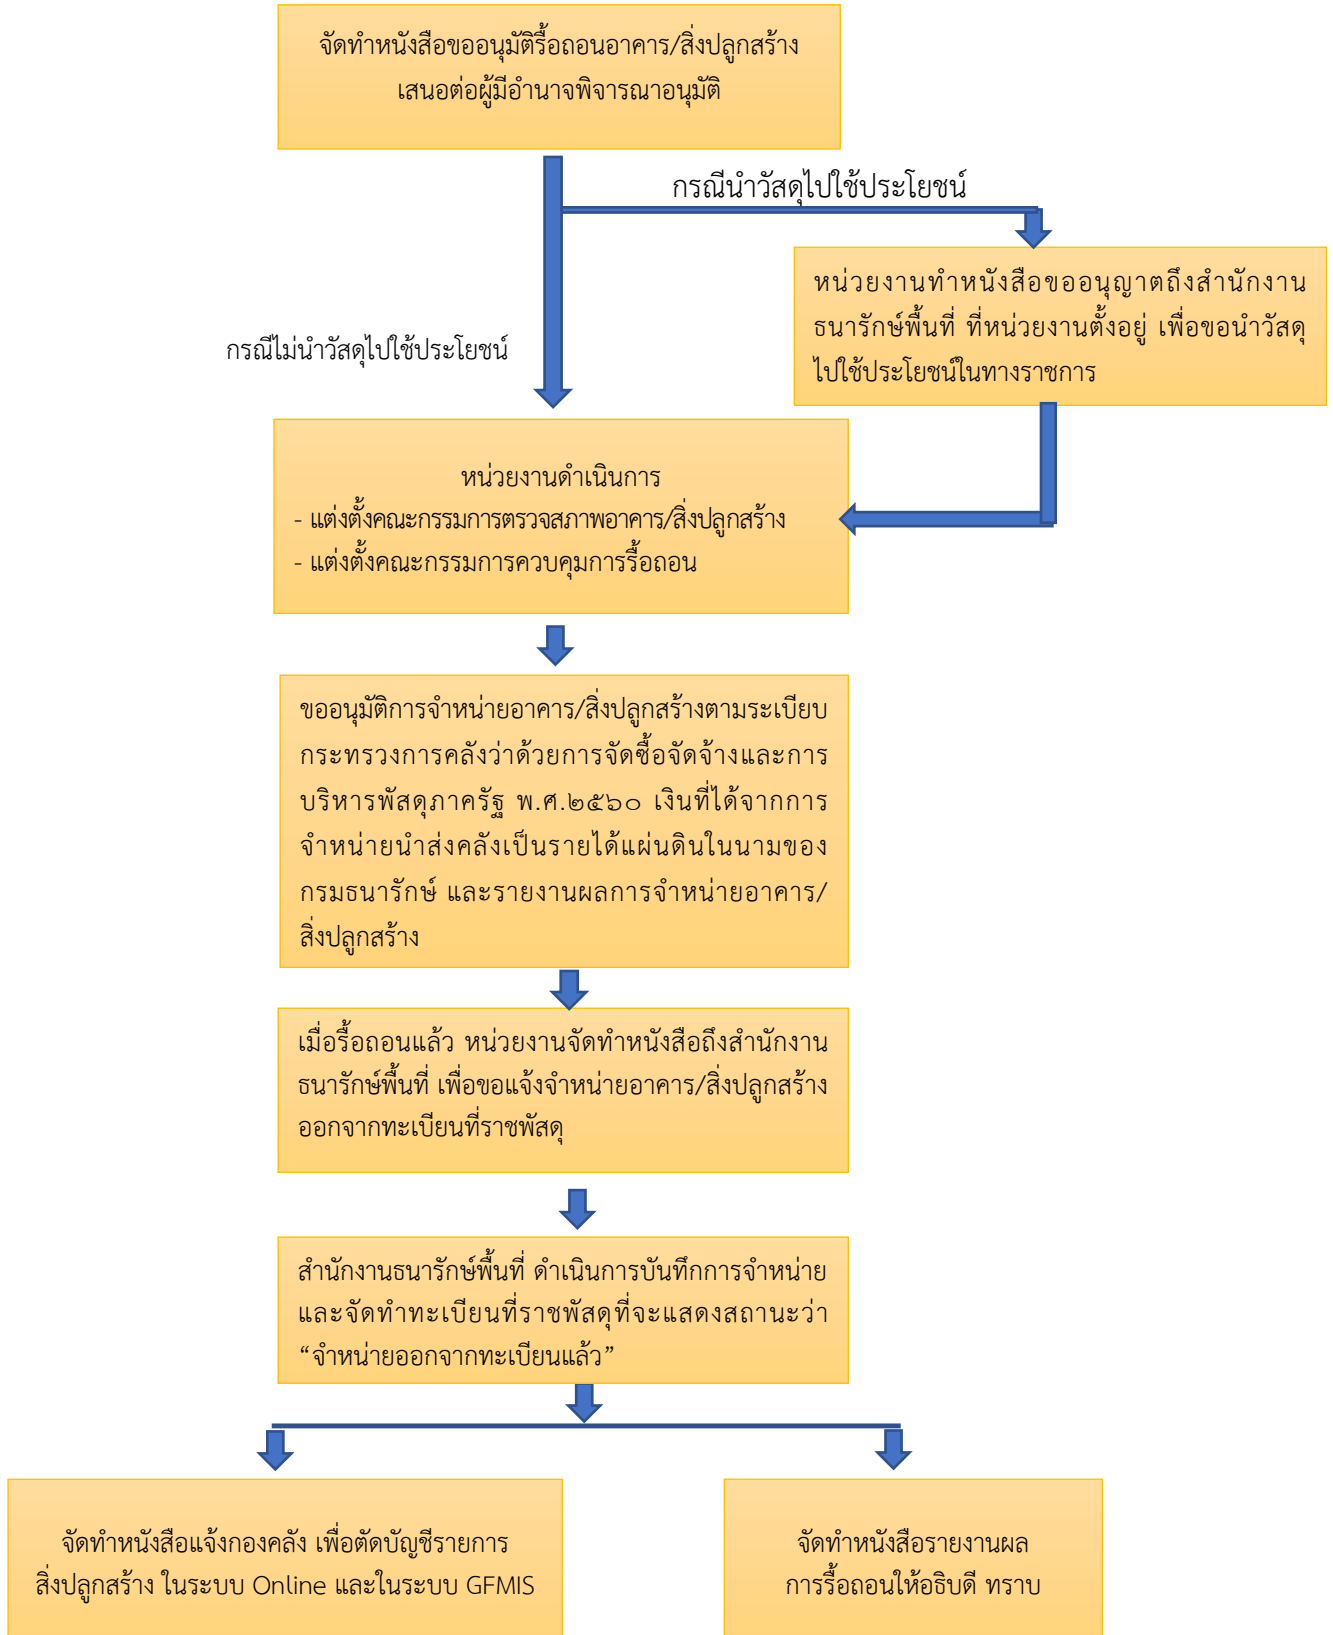 จัดทำหนังสือขออนุมัติรื้อถอนอาคาร/สิ่งปลูกสร้าง
เสนอต่อผู้มีอำนาจพิจารณาอนุมัติ
กรณีนำวัสดุไปใช้ประโยชน์
หน่วยงานทำหนังสือขออนุญาตถึงสำนักงาน
ธนารักษ์พื้นที่ ที่หน่วยงานตั้งอยู่ เพื่อขอนำวัสดุ
ไปใช้ประโยชน์ในทางราชการ
กรณีไม่นำวัสดุไปใช้ประโยชน์
หน่วยงานดำเนินการ
- แต่งตั้งคณะกรรมการตรวจสภาพอาคาร/สิ่งปลูกสร้าง
- แต่งตั้งคณะกรรมการควบคุมการรื้อถอน
ขออนุมัติการจำหน่ายอาคาร/สิ่งปลูกสร้างตามระเบียบ
กระทรวงการคลังว่าด้วยการจัดซื้อจัดจ้างและการ
บริหารพัสดุภาครัฐ พ.ศ.๒๕๖๐ เงินที่ได้จากการ
จำหน่ายนำส่งคลังเป็นรายได้แผ่นดินในนามของ
กรมธนารักษ์ และรายงานผลการจำหน่ายอาคาร/
สิ่งปลูกสร้าง
เมื่อรื้อถอนแล้ว หน่วยงานจัดทำหนังสือถึงสำนักงาน
ธนารักษ์พื้นที่ เพื่อขอแจ้งจำหน่ายอาคาร/สิ่งปลูกสร้าง
ออกจากทะเบียนที่ราชพัสดุ
สำนักงานธนารักษ์พื้นที่ ดำเนินการบันทึกการจำหน่าย
และจัดทำทะเบียนที่ราชพัสดุที่จะแสดงสถานะว่า
“จำหน่ายออกจากทะเบียนแล้ว”
จัดทำหนังสือแจ้งกองคลัง เพื่อตัดบัญชีรายการ
สิ่งปลูกสร้าง ในระบบ Online และในระบบ GFMIS
จัดทำหนังสือรายงานผล
การรื้อถอนให้อธิบดี ทราบ